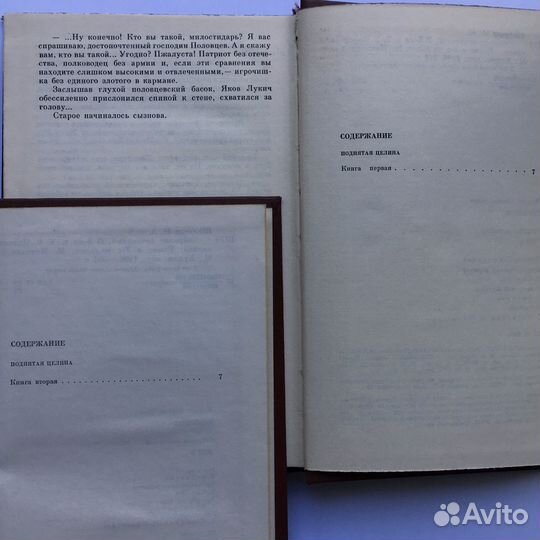 — ...Ну конечно! Кто вы такой, милостидарь? Я вас
спрашиваю, достопочтенный господин Половцев. А я скажу
вам, кто вы такой... Угодно? Пжалуста! Патриот без оте-
чества, полководец без армии и, если эти сравнения вы
находите слишком высокими и отвлеченными,— игрочиш-
ка без единого злотого в кармане.
Заслышав глухой половцевский басок, Яков Лукич
обессиленно прислонился спиной к стене, схватился за
голову...
Старое начиналось сызнова.
СОДЕРЖАНИЕ
ПОДНЯТАЯ ЦЕЛИНА
Книга первая . . . . . . . . . . . . . . . . . . 7
СОДЕРЖАНИЕ
ПОДНЯТАЯ ЦЕЛИНА
Книга вторая . . . . . . . . . . . . . . . . . . 7
Avito